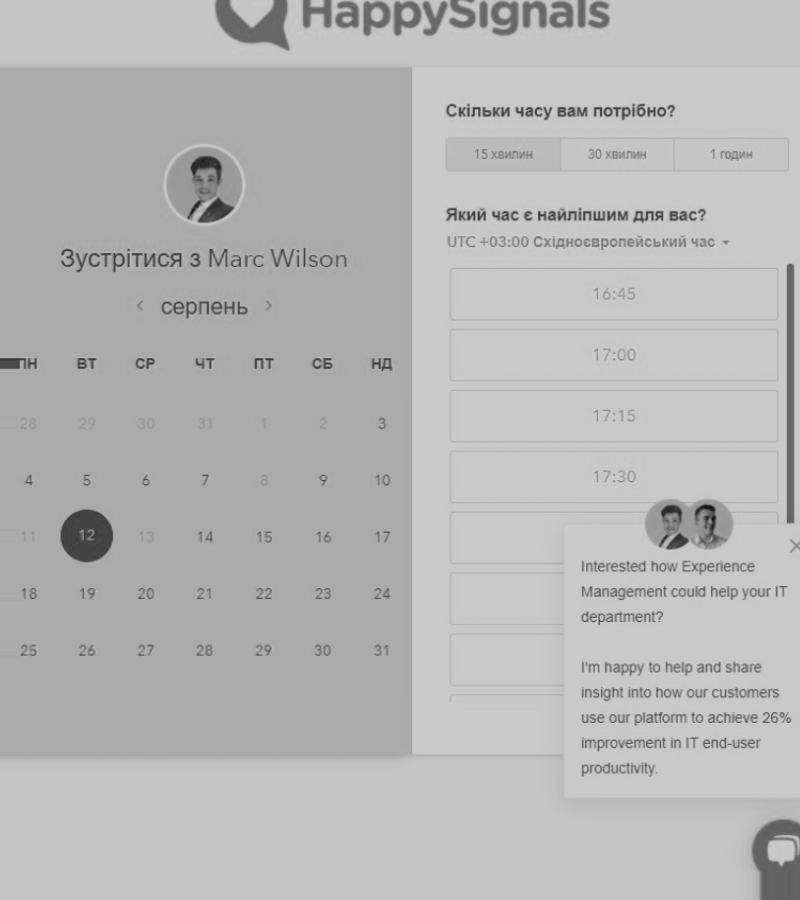 HappySignals
Зустрітися з Marc Wilson
серпень
ПН ВТ СР ЧТ ПТ СБ НД
28 29 30 31 1 2 3
4 5 6 7 8 9 10
11 12 13 14 15 16 17
18 19 20 21 22 23 24
25 26 27 28 29 30 31
Скільки часу вам потрібно?
15 хвилин 30 хвилин 1 годин
Який час є найліпшим для вас?
UTC +03:00 Східноєвропейський час
16:45
17:00
17:15
17:30
Interested how Experience
Management could help your IT
department?
I'm happy to help and share
insight into how our customers
use our platform to achieve 26%
improvement in IT end-user
productivity.